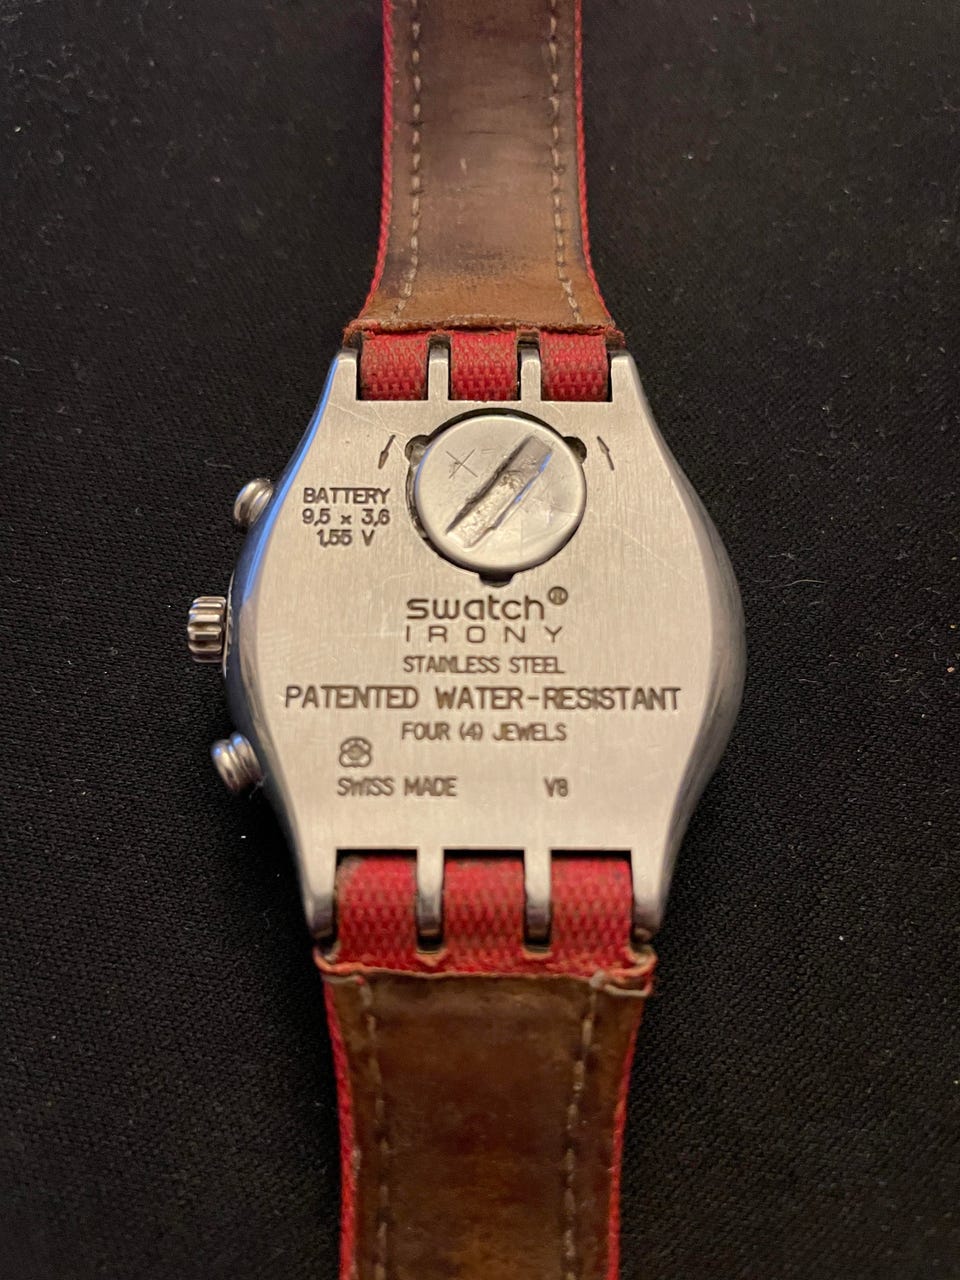 BATTERY
9,5 x 3,6
1,55 V
swatch®
IRONY
STAINLESS STEEL
PATENTED WATER-RESISTANT
FOUR (4) JEWELS
SWISS MADE V8